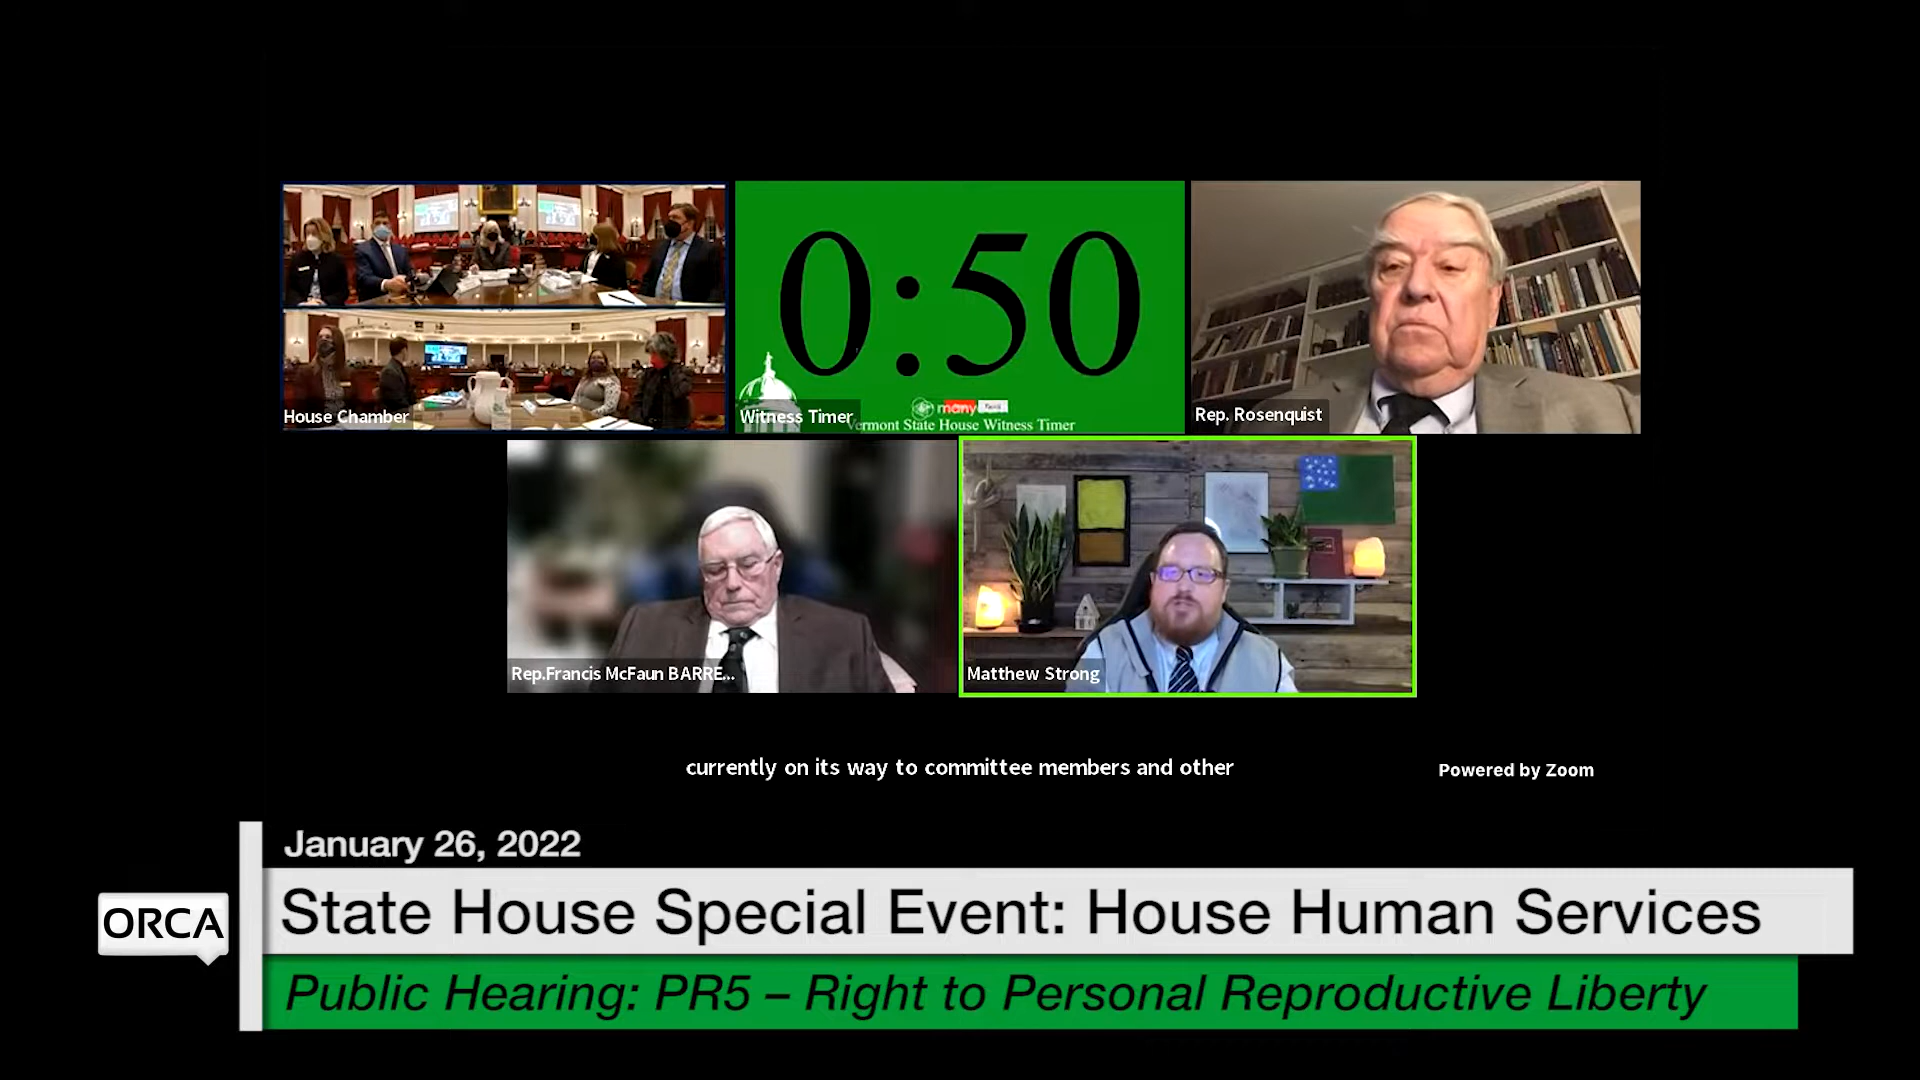 0:50
many
Vermont State House Witness Timer
House Chamber
Witness Timer
Rep. Rosenquist
Rep.Francis McFaun BARRE...
Matthew Strong
currently on its way to committee members and other
Powered by Zoom
January 26, 2022
ORCA
State House Special Event: House Human Services
Public Hearing: PR5 – Right to Personal Reproductive Liberty